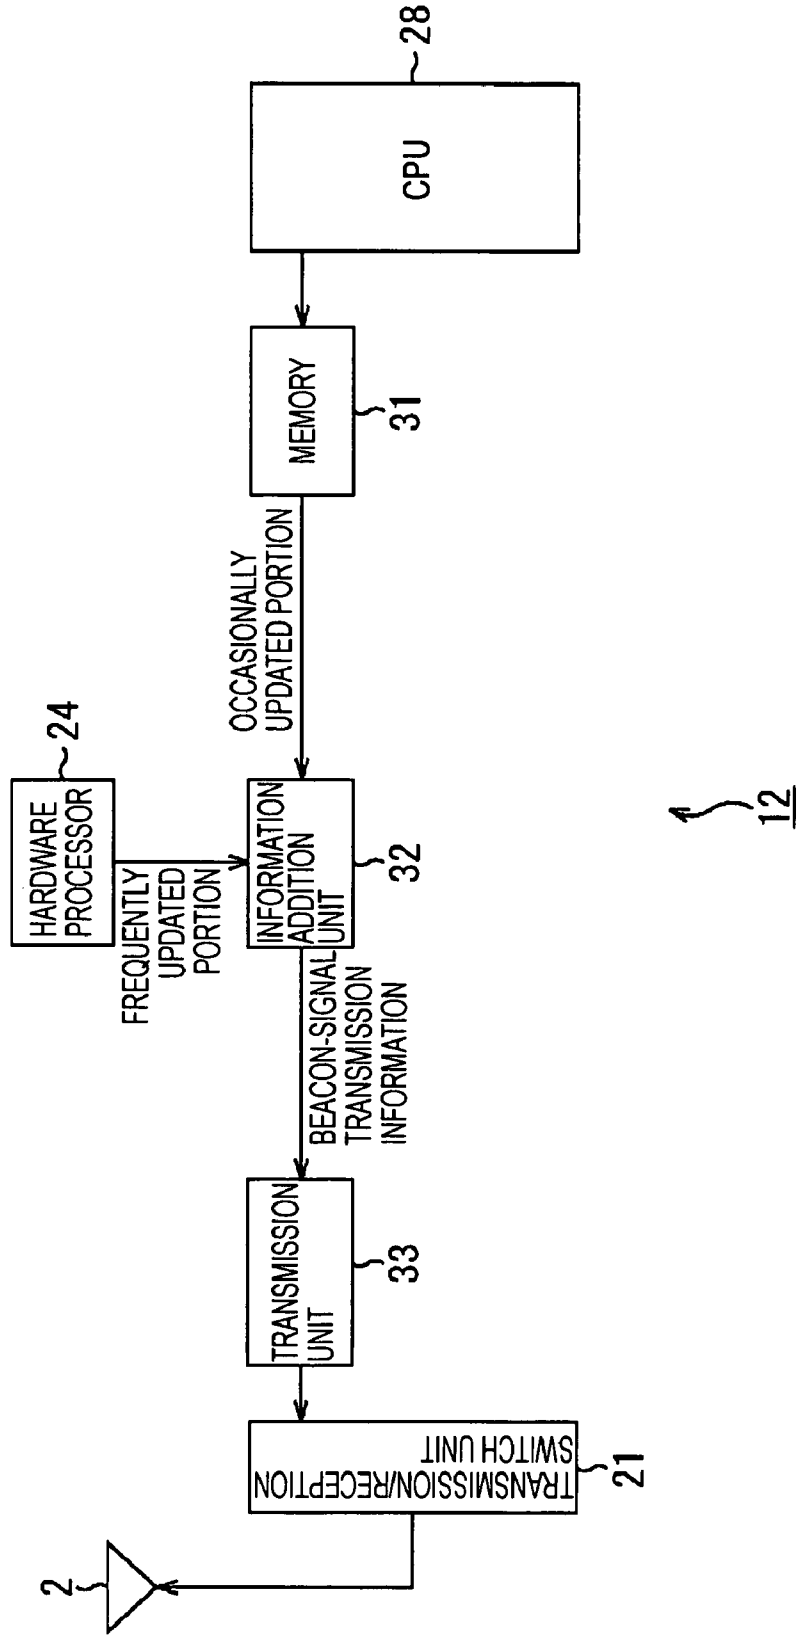 HARDWARE
PROCESSOR
24
FREQUENTLY
UPDATED
PORTION
2
TRANSMISSION/RECEPTION
SWITCH UNIT
21
TRANSMISSION
UNIT
33
BEACON-SIGNAL
TRANSMISSION
INFORMATION
INFORMATION
ADDITION
UNIT
32
OCCASIONALLY
UPDATED PORTION
MEMORY
31
CPU
28
12